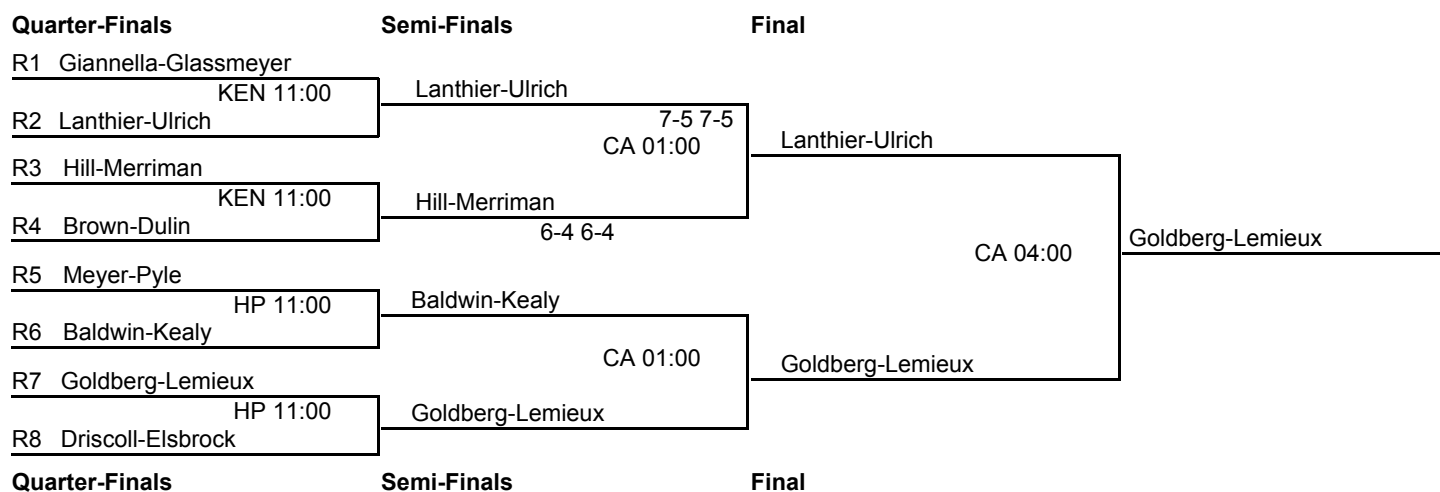 Quarter-Finals Semi-Finals Final
R1 Giannella-Glassmeyer
KEN 11:00 Lanthier-Ulrich
R2 Lanthier-Ulrich 7-5 7-5
CA 01:00 Lanthier-Ulrich
R3 Hill-Merriman
KEN 11:00 Hill-Merriman
R4 Brown-Dulin 6-4 6-4
CA 04:00 Goldberg-Lemieux
R5 Meyer-Pyle
HP 11:00 Baldwin-Kealy
R6 Baldwin-Kealy
CA 01:00 Goldberg-Lemieux
R7 Goldberg-Lemieux
HP 11:00 Goldberg-Lemieux
R8 Driscoll-Elsbrock
Quarter-Finals Semi-Finals Final